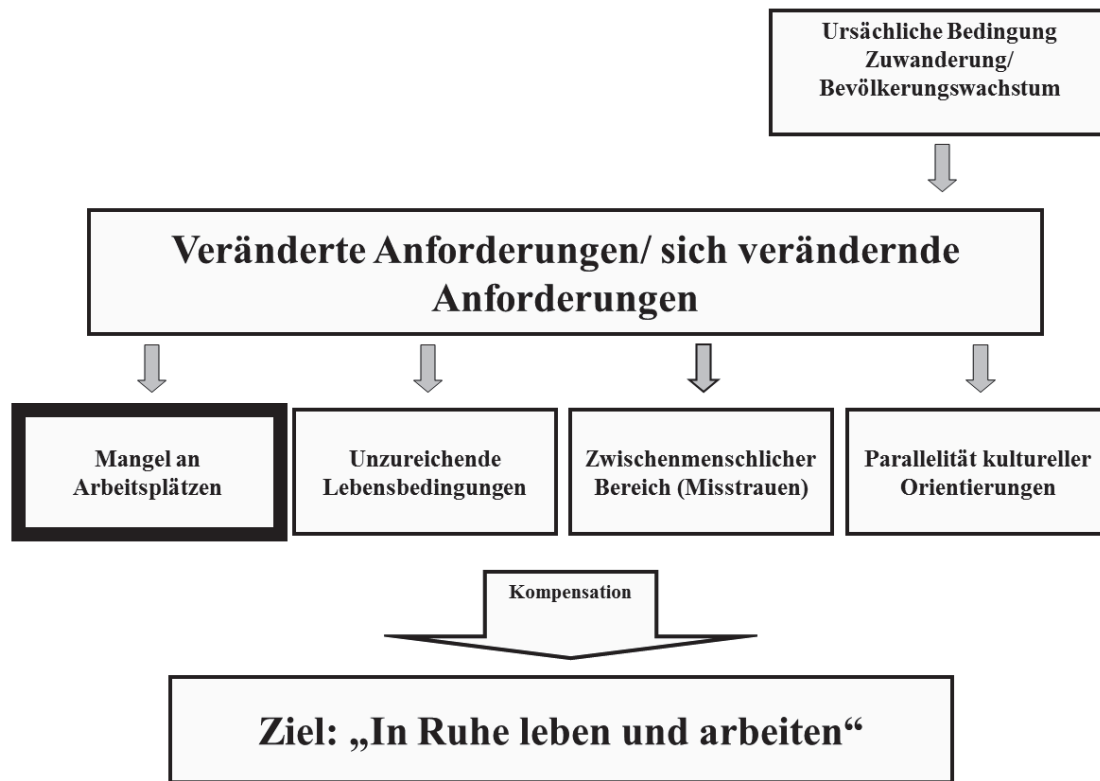 Ursächliche Bedingung
Zuwanderung/
Bevölkerungswachstum
Veränderte Anforderungen/ sich verändernde
Anforderungen
Mangel an
Arbeitsplätzen
Unzureichende
Lebensbedingungen
Zwischenmenschlicher
Bereich (Misstrauen)
Parallelität kultureller
Orientierungen
Kompensation
Ziel: „In Ruhe leben und arbeiten“